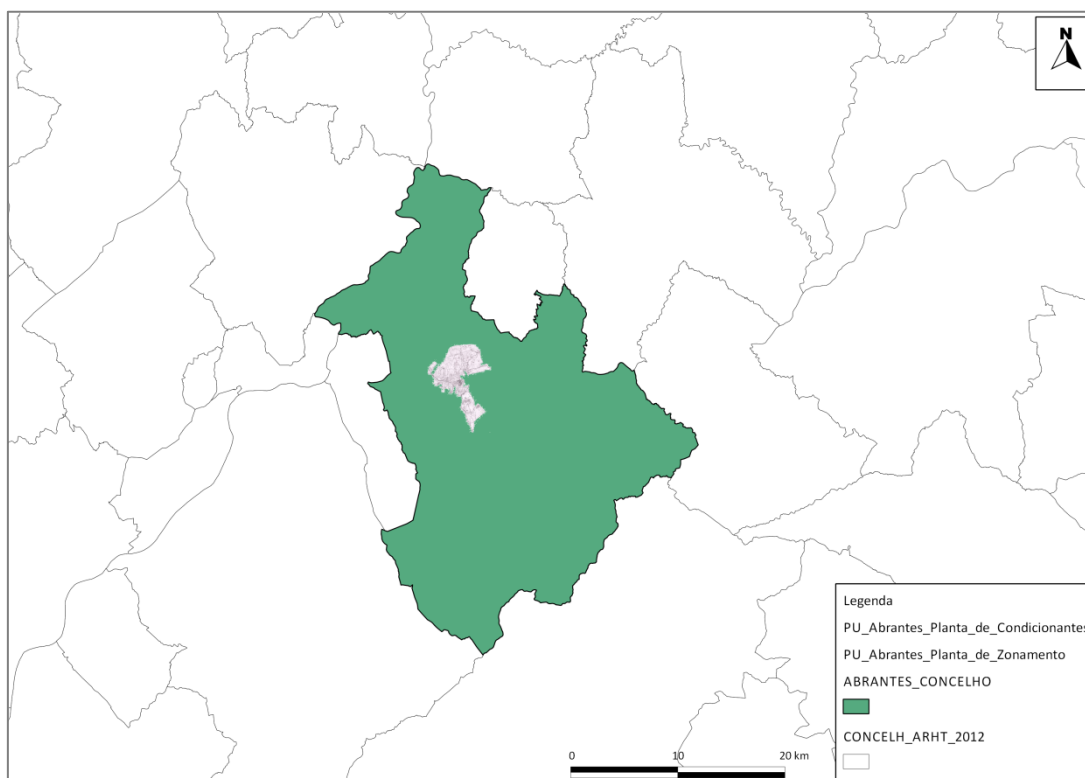 N
Legenda
PU_Abrantes_Planta_de_Condicionantes
PU_Abrantes_Planta_de_Zonamento
ABRANTES_CONCELHO
CONCELH_ARHT_2012
0 10 20 km